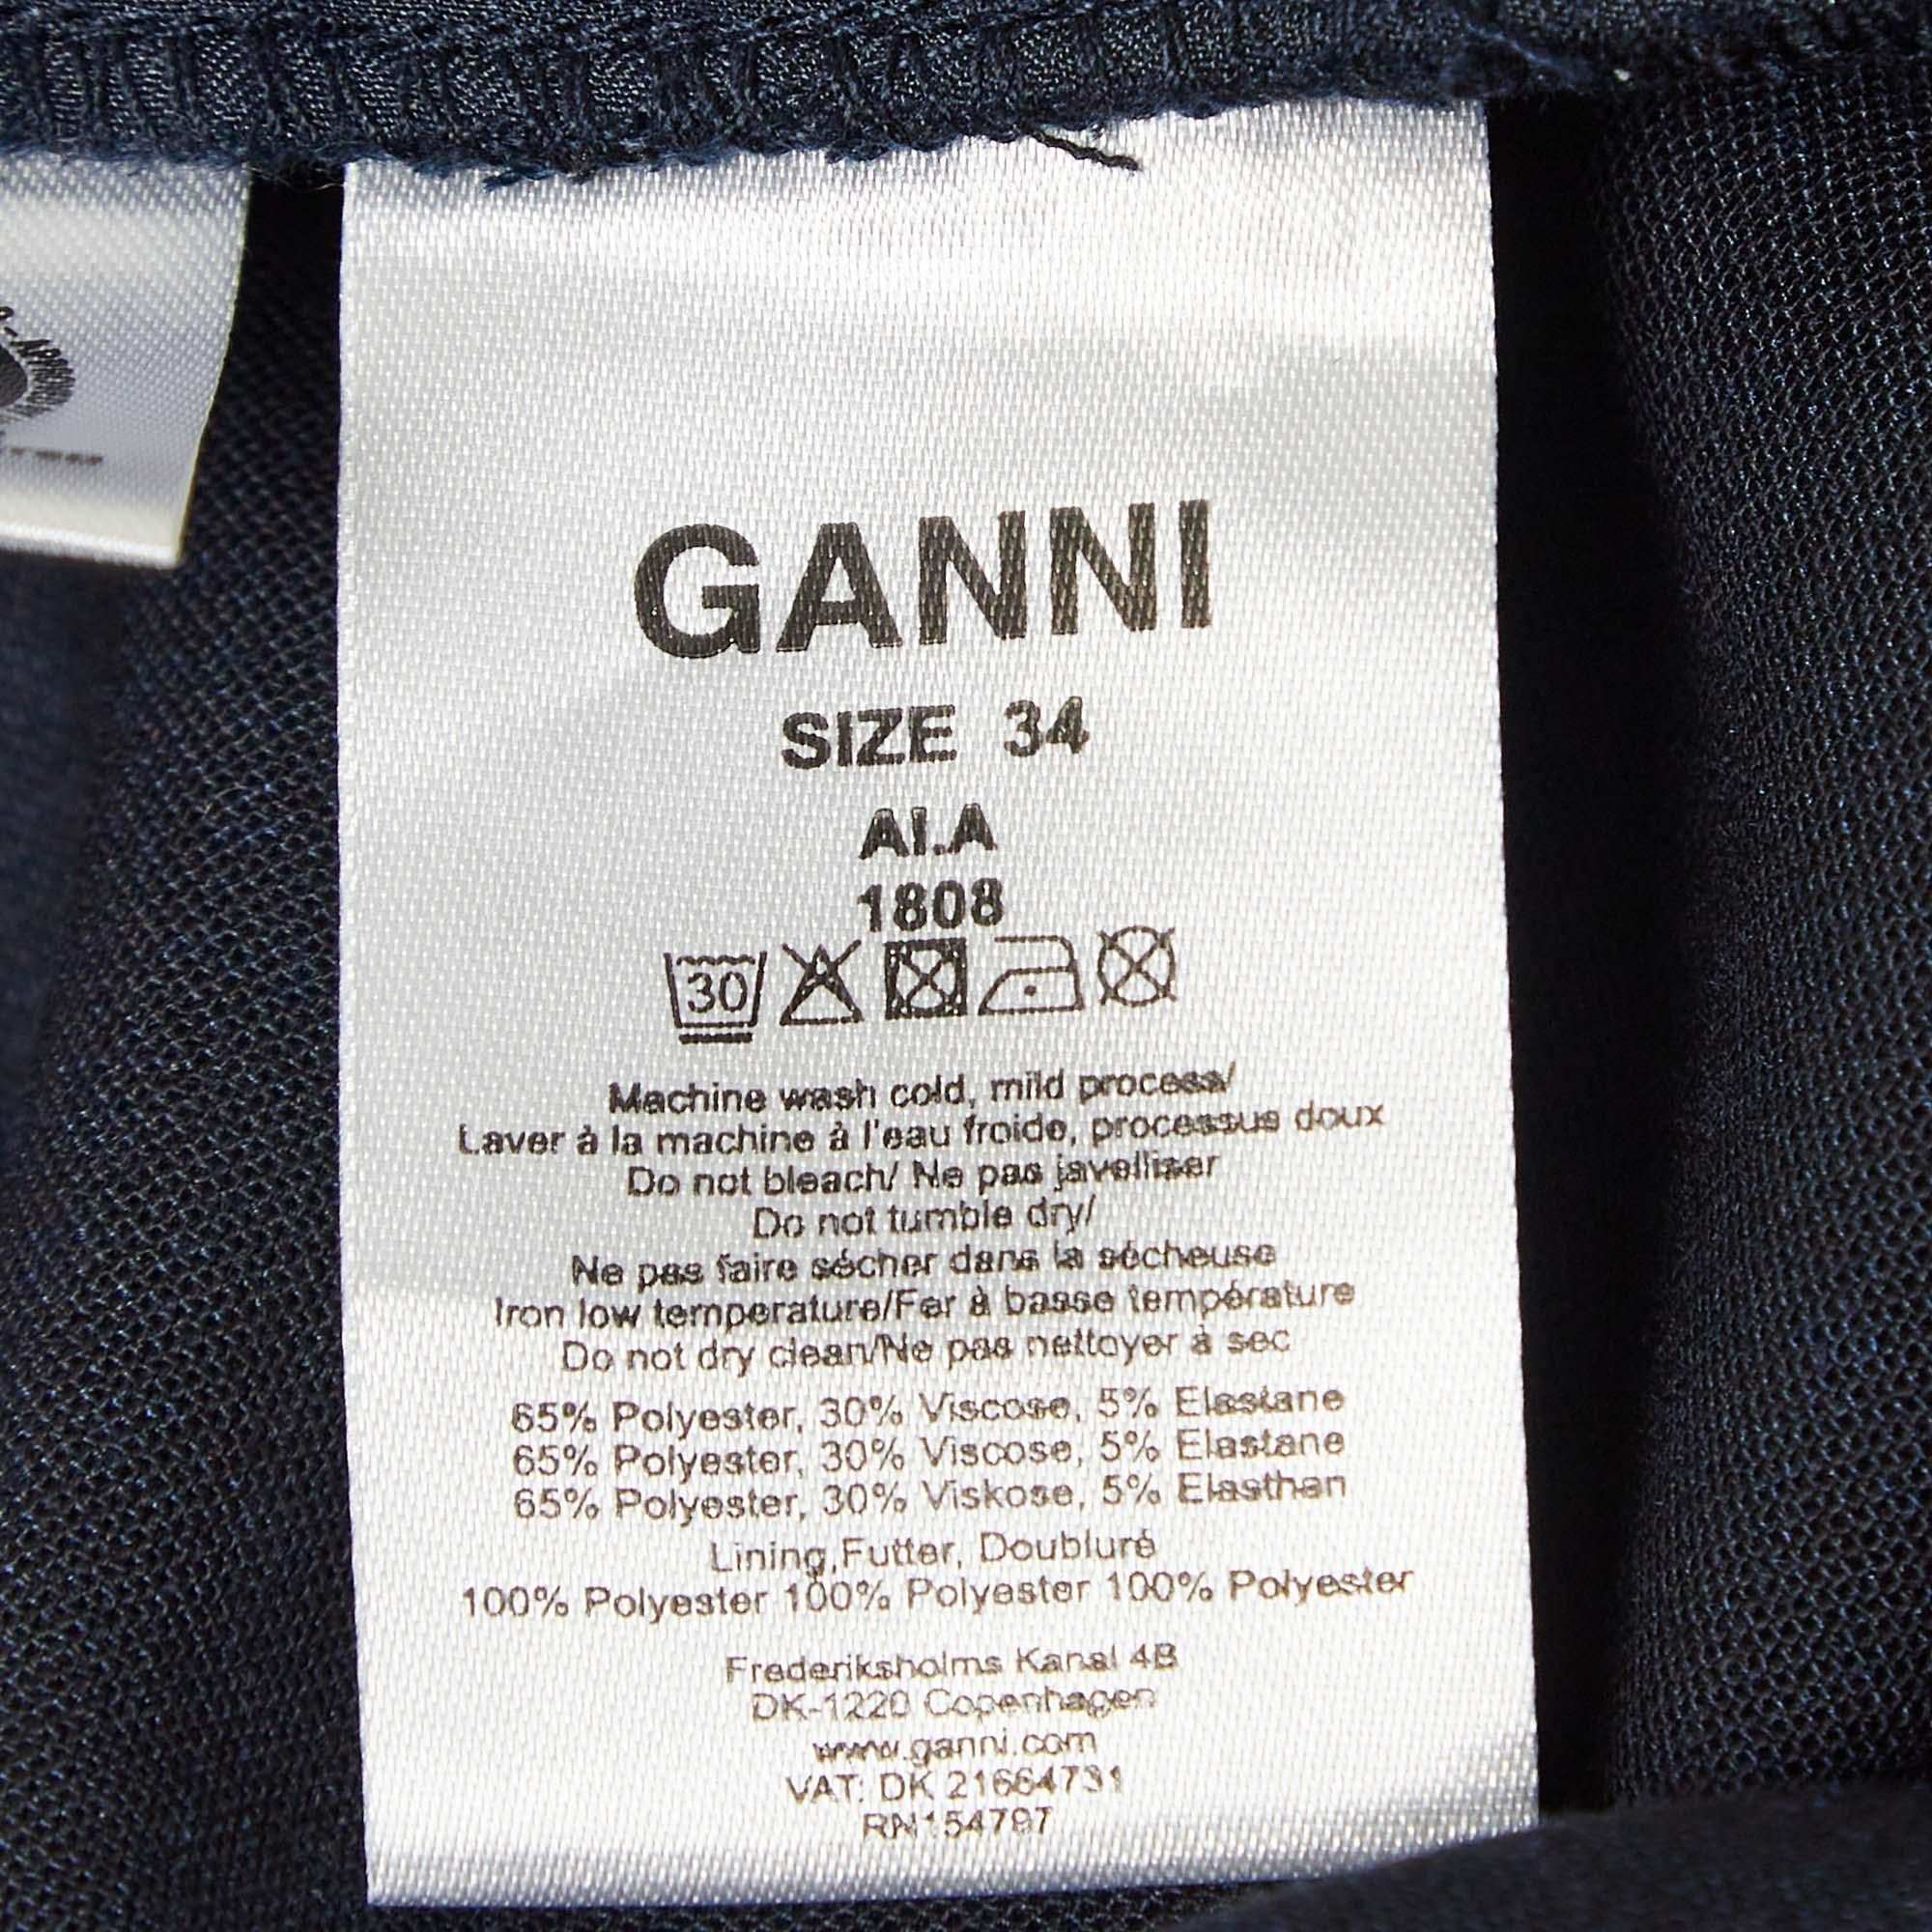 GANNI
SIZE 34
AI.A
1808
30
Machine wash cold, mild process/
Laver à la machine à l'eau froide, processus doux
Do not bleach/ Ne pas javelliser
Do not tumble dry/
Ne pas faire sécher dans la sécheuse
Iron low temperature/Fer à basse température
Do not dry clean/Ne pas nettoyer à sec
65% Polyester, 30% Viscose, 5% Elastane
65% Polyester, 30% Viscose, 5% Elastane
65% Polyester, 30% Viskose, 5% Elasthan
Lining,Futter, Doubluré
100% Polyester 100% Polyester 100% Polyester
Frederiksholms Kanal 4B
DK-1220 Copenhagen
www.ganni.com
VAT: DK 21664731
RN154797